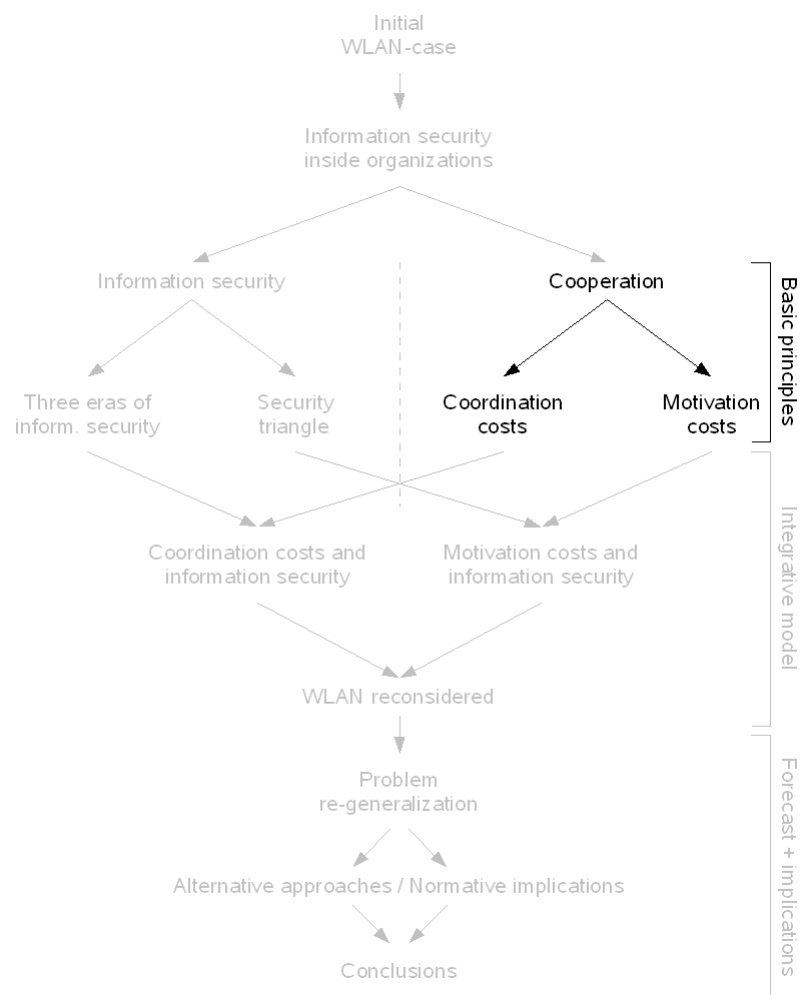 Initial
WLAN-case
Information security
inside organizations
Information security
Cooperation
Three eras of
inform. security
Security
triangle
Coordination
costs
Motivation
costs
Basic principles
Coordination costs and
information security
Motivation costs and
information security
Integrative model
WLAN reconsidered
Problem
re-generalization
Alternative approaches / Normative implications
Conclusions
Forecast + implications